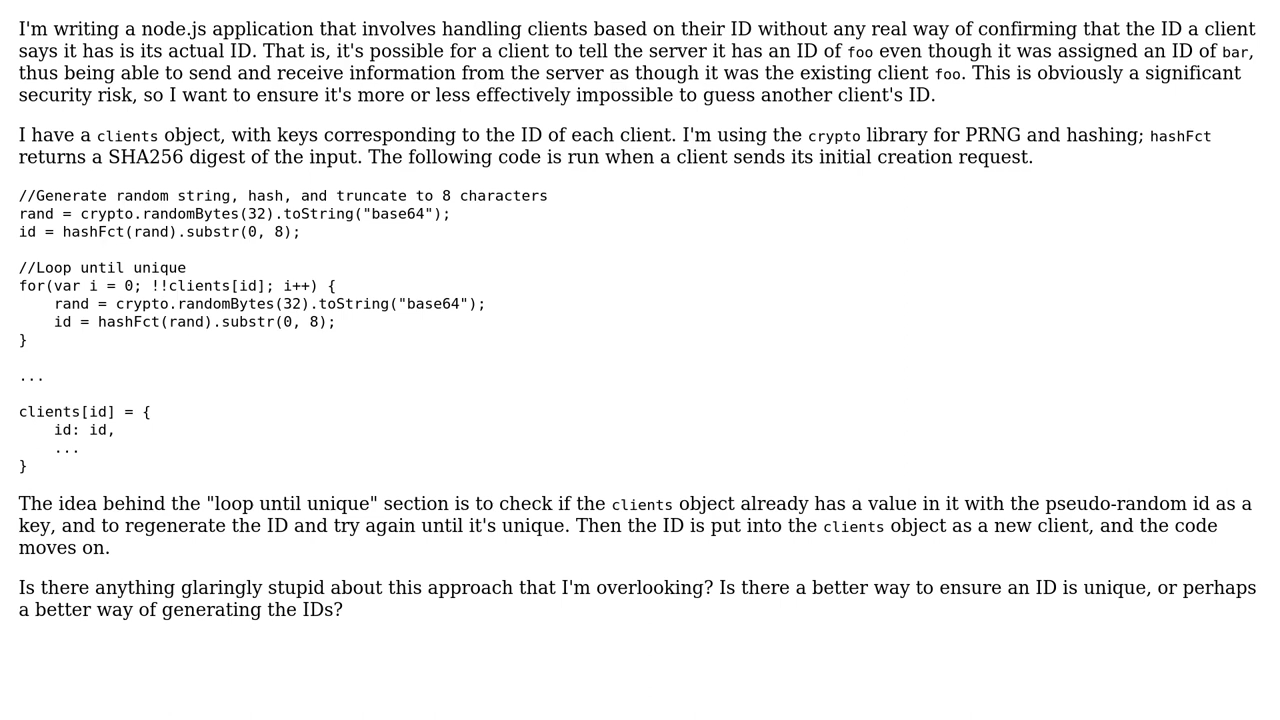 I'm writing a node.js application that involves handling clients based on their ID without any real way of confirming that the ID a client
says it has is its actual ID. That is, it's possible for a client to tell the server it has an ID of foo even though it was assigned an ID of bar,
thus being able to send and receive information from the server as though it was the existing client foo. This is obviously a significant
security risk, so I want to ensure it's more or less effectively impossible to guess another client's ID.
I have a clients object, with keys corresponding to the ID of each client. I'm using the crypto library for PRNG and hashing; hashFct
returns a SHA256 digest of the input. The following code is run when a client sends its initial creation request.
//Generate random string, hash, and truncate to 8 characters
rand = crypto.randomBytes(32).toString("base64");
id = hashFct(rand).substr(0, 8);
//Loop until unique
for(var i = 0; !!clients[id]; i++) {
    rand = crypto.randomBytes(32).toString("base64");
    id = hashFct(rand).substr(0, 8);
}
...
clients[id] = {
    id: id,
    ...
}
The idea behind the "loop until unique" section is to check if the clients object already has a value in it with the pseudo-random id as a
key, and to regenerate the ID and try again until it's unique. Then the ID is put into the clients object as a new client, and the code
moves on.
Is there anything glaringly stupid about this approach that I'm overlooking? Is there a better way to ensure an ID is unique, or perhaps
a better way of generating the IDs?